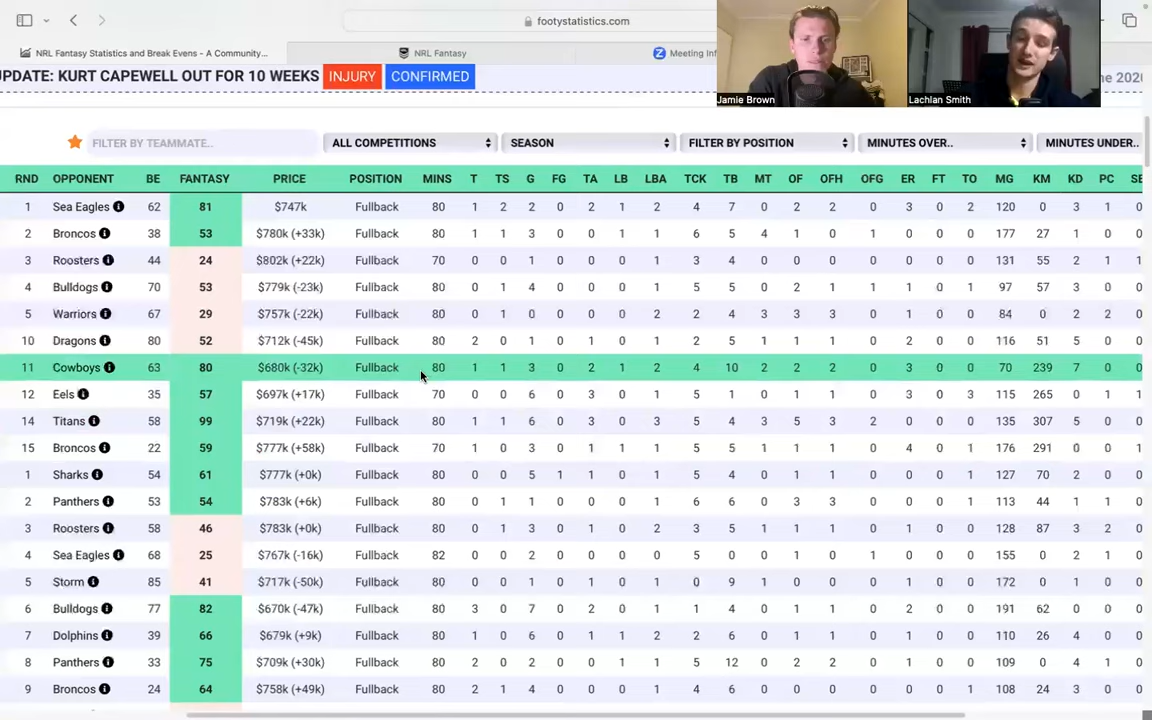 footystatistics.com
NRL Fantasy Statistics and Break Evens - A Community...
NRL Fantasy
Meeting Inf
Jamie Brown
Lachlan Smith
UPDATE: KURT CAPEWELL OUT FOR 10 WEEKS INJURY CONFIRMED
FILTER BY TEAMMATE.. ALL COMPETITIONS SEASON FILTER BY POSITION MINUTES OVER.. MINUTES UNDER..
RND OPPONENT BE FANTASY PRICE POSITION MINS T TS G FG TA LB LBA TCK TB MT OF OFH OFG ER FT TO MG KM KD PC
1 Sea Eagles 62 81 $747k Fullback 80 1 2 2 0 2 1 2 4 7 0 2 2 0 3 0 2 120 0 3 1 0
2 Broncos 38 53 $780k (+33k) Fullback 80 1 1 3 0 0 1 1 6 5 4 1 0 1 0 0 0 177 27 1 0 0
3 Roosters 44 24 $802k (+22k) Fullback 70 0 0 1 0 0 0 1 3 4 0 0 0 0 1 0 0 131 55 2 1 1
4 Bulldogs 70 53 $779k (-23k) Fullback 80 0 1 4 0 0 0 1 5 5 0 2 1 1 1 0 1 97 57 3 0 0
5 Warriors 67 29 $757k (-22k) Fullback 80 0 1 0 0 0 0 2 2 4 3 3 3 0 1 0 0 84 0 2 2 0
10 Dragons 80 52 $712k (-45k) Fullback 80 2 0 1 0 1 0 1 2 5 1 1 1 0 2 0 0 116 51 5 0 0
11 Cowboys 63 80 $680k (-32k) Fullback 80 1 1 3 0 2 1 2 4 10 2 2 2 0 3 0 0 70 239 7 0 0
12 Eels 35 57 $697k (+17k) Fullback 70 0 0 6 0 3 0 1 5 1 0 1 1 0 3 0 3 115 265 0 1 1
14 Titans 58 99 $719k (+22k) Fullback 80 1 1 6 0 3 0 3 5 4 3 5 3 2 0 0 0 135 307 5 0 0
15 Broncos 22 59 $777k (+58k) Fullback 70 1 0 3 0 1 0 0 5 5 1 1 1 0 4 0 1 176 291 0 0 1
1 Sharks 54 61 $777k (+0k) Fullback 80 0 0 5 1 1 0 1 5 4 0 1 1 0 0 0 1 127 70 2 0 0
2 Panthers 53 54 $783k (+6k) Fullback 80 0 1 1 0 0 0 1 6 6 0 3 3 0 0 0 1 113 44 1 1 0
3 Roosters 58 46 $783k (+0k) Fullback 80 0 1 3 0 1 0 2 3 5 1 1 1 0 1 0 0 128 87 3 2 0
4 Sea Eagles 68 25 $767k (-16k) Fullback 82 0 0 2 0 0 0 0 5 0 0 1 0 1 0 0 0 155 0 2 1 0
5 Storm 85 41 $717k (-50k) Fullback 80 0 0 1 0 1 0 1 0 9 1 0 0 0 1 0 0 172 0 1 0 0
6 Bulldogs 77 82 $670k (-47k) Fullback 80 3 0 7 0 2 0 1 1 4 0 1 1 0 2 0 0 191 62 0 0 0
7 Dolphins 39 66 $679k (+9k) Fullback 80 1 0 6 0 1 1 2 2 6 0 1 1 0 1 0 0 110 26 4 0 0
8 Panthers 33 75 $709k (+30k) Fullback 80 2 0 2 0 0 1 1 5 12 0 2 2 0 1 0 0 109 0 4 1 0
9 Broncos 24 64 $758k (+49k) Fullback 80 2 1 4 0 0 0 1 4 6 0 0 0 0 0 0 1 108 24 3 0 0